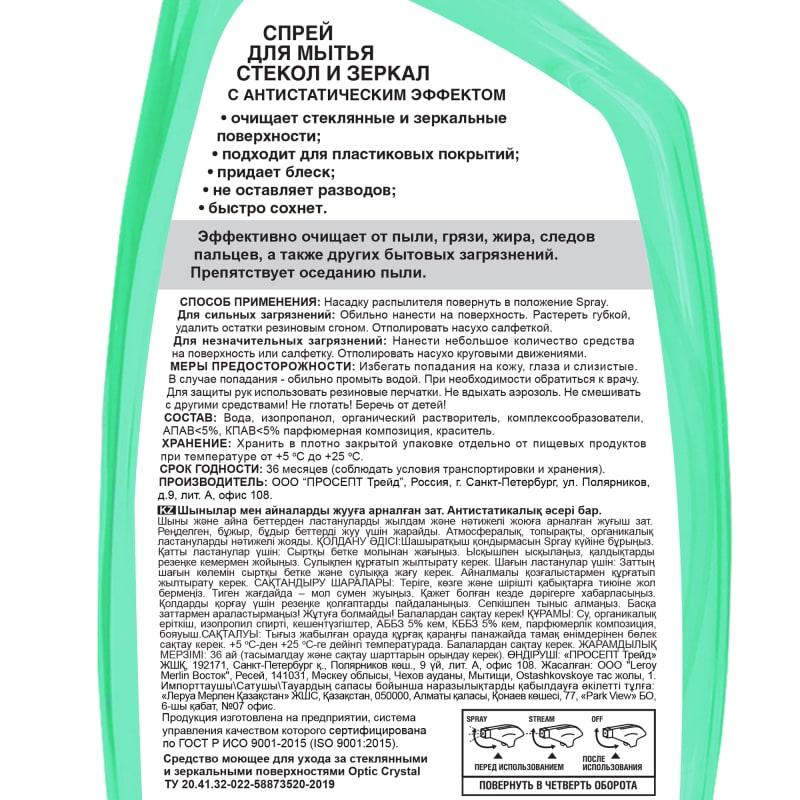 СПРЕЙ
ДЛЯ МЫТЬЯ
СТЕКОЛ И ЗЕРКАЛ
С АНТИСТАТИЧЕСКИМ ЭФФЕКТОМ
• очищает стеклянные и зеркальные
поверхности;
• подходит для пластиковых покрытий;
• придает блеск;
• не оставляет разводов;
• быстро сохнет.
Эффективно очищает от пыли, грязи, жира, следов
пальцев, а также других бытовых загрязнений.
Препятствует оседанию пыли.
СПОСОБ ПРИМЕНЕНИЯ: Насадку распылителя повернуть в положение Spray.
Для сильных загрязнений: Обильно нанести на поверхность. Растереть губкой,
удалить остатки резиновым сгоном. Отполировать насухо салфеткой.
Для незначительных загрязнений: Нанести небольшое количество средства
на поверхность или салфетку. Отполировать насухо круговыми движениями.
МЕРЫ ПРЕДОСТОРОЖНОСТИ: Избегать попадания на кожу, глаза и слизистые.
В случае попадания - обильно промыть водой. При необходимости обратиться к врачу.
Для защиты рук использовать резиновые перчатки. Не вдыхать аэрозоль. Не смешивать
с другими средствами! Не глотать! Беречь от детей!
СОСТАВ: Вода, изопропанол, органический растворитель, комплексообразователи,
АПАВ<5%, КПАВ<5% парфюмерная композиция, краситель.
ХРАНЕНИЕ: Хранить в плотно закрытой упаковке отдельно от пищевых продуктов
при температуре от +5 °C до +25 °C.
СРОК ГОДНОСТИ: 36 месяцев (соблюдать условия транспортировки и хранения).
ПРОИЗВОДИТЕЛЬ: ООО "ПРОСЕПТ Трейд", Россия, г. Санкт-Петербург, ул. Полярников,
д.9, лит. А, офис 108.
KZ Шынылар мен айналарды жууға арналған зат. Антистатикалық әсері бар.
Шыны және айна беттерден ластануларды жылдам және нәтижелі жоюға арналған жуғыш зат.
Реңделген, бұжыр, бұдыр беттерді жуу үшін жарайды. Атмосфералық, топырақты, органикалық
ластануларды нәтижелі жояды. ҚОЛДАНУ ӘДІСІ:Шашыратқыш қондырмасын Spray күйіне бұрыңыз.
Қатты ластанулар үшін: Сыртқы бетке молынан жағыңыз. Ысқышпен ысқылаңыз, қалдықтарды
резеңке кемермен жойыңыз. Сулықпен құрғатып жылтырату керек. Шағын ластанулар үшін: Заттың
шағын көлемін сыртқы бетке және сулыққа жағу керек. Айналмалы қозғалыстармен құрғатып
жылтырату керек. САҚТАНДЫРУ ШАРАЛАРЫ: Теріге, көзге және шірішті қабықтарға тиюіне жол
бермеңіз. Тиген жағдайда – мол сумен жуыңыз. Қажет болған кезде дәрігерге хабарласыңыз.
Қолдарды қорғау үшін резеңке қолғаптарды пайдаланыңыз. Сепкішпен тыныс алмаңыз. Басқа
заттармен араластырмаңыз! Жұтуға болмайды! Балалардан сақтау керек! ҚҰРАМЫ: Су, органикалық
еріткіш, изопропил спирті, кешентүзгіштер, АБЗЗ 5% кем, КББЗ 5% кем, парфюмерлік композиция,
бояуыш.САҚТАЛУЫ: Тығыз жабылған орауда құрғақ қараңғы панажайда тамақ өнімдерінен бөлек
сақтау керек. +5 °C-ден +25 °C-ге дейінгі температурада. Балалардан сақтау керек. ЖАРАМДЫЛЫҚ
МЕРЗІМІ: 36 ай (тасымалдау және сақтау шарттарын орындау керек). ӨНДІРУШІ: «ПРОСЕПТ Трейд»
ЖШҚ, 192171, Санкт-Петербург қ., Полярников көш., 9 үй, лит. А, офис 108. Жасалған: ООО "Leroy
Merlin Восток", Ресей, 141031, Мәскеу облысы, Чехов ауданы, Мытищи, Ostashkovskoye тас жолы, 1.
Импорттаушы\Сатушы\Тауардың сапасы бойынша наразылықтарды қабылдауға өкілетті тұлға:
«Леруа Мерлен Қазақстан» ЖШС, Қазақстан, 050000, Алматы қаласы, Қонаев көшесі, 77, «Park View» БО,
6-шы қабат, №07 офис.
Продукция изготовлена на предприятии, система
управления качеством которого сертифицирована
по ГОСТ Р ИСО 9001-2015 (ISO 9001:2015).
Средство моющее для ухода за стеклянными
и зеркальными поверхностями Optic Crystal
ТУ 20.41.32-022-58873520-2019
SPRAY STREAM OFF
ПЕРЕД ИСПОЛЬЗОВАНИЕМ ПОСЛЕ ИСПОЛЬЗОВАНИЯ
ПОВЕРНУТЬ В ЧЕТВЕРТЬ ОБОРОТА